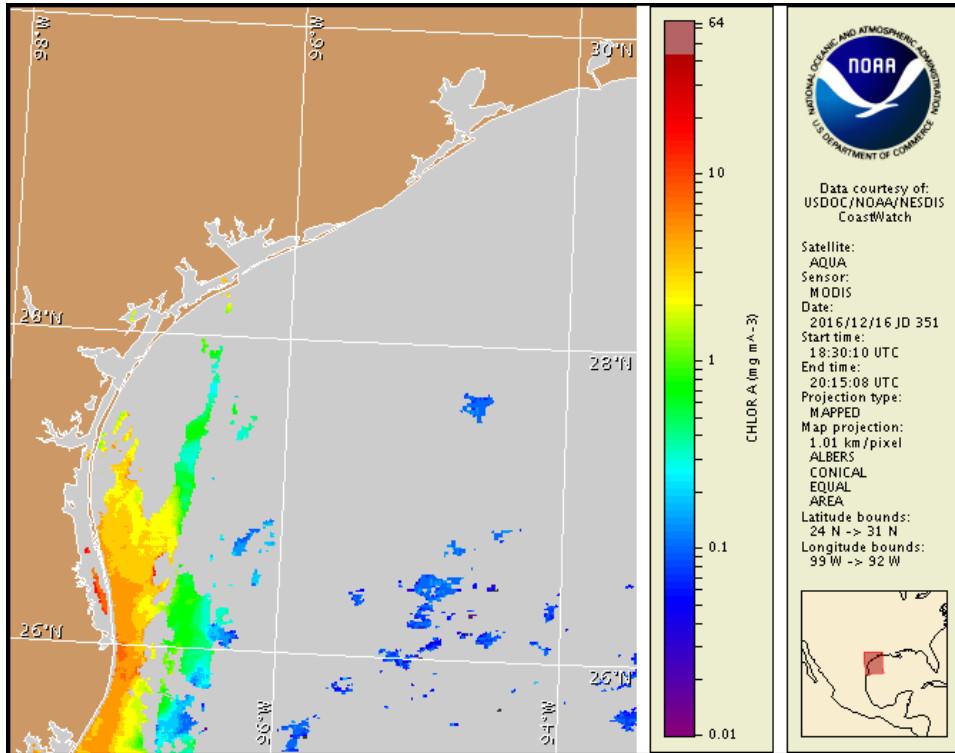 98°W
96°W
30°N
28°N
28°N
26°N
26°N
96°W
94°W
64
10
1
0.1
0.01
CHLOR A (mg m^-3)
NATIONAL OCEANIC AND ATMOSPHERIC ADMINISTRATION
NOAA
U.S. DEPARTMENT OF COMMERCE
Data courtesy of:
USDOC/NOAA/NESDIS
CoastWatch
Satellite:
AQUA
Sensor:
MODIS
Date:
2016/12/16 JD 351
Start time:
18:30:10 UTC
End time:
20:15:08 UTC
Projection type:
MAPPED
Map projection:
1.01 km/pixel
ALBERS
CONICAL
EQUAL
AREA
Latitude bounds:
24 N -> 31 N
Longitude bounds:
99 W -> 92 W